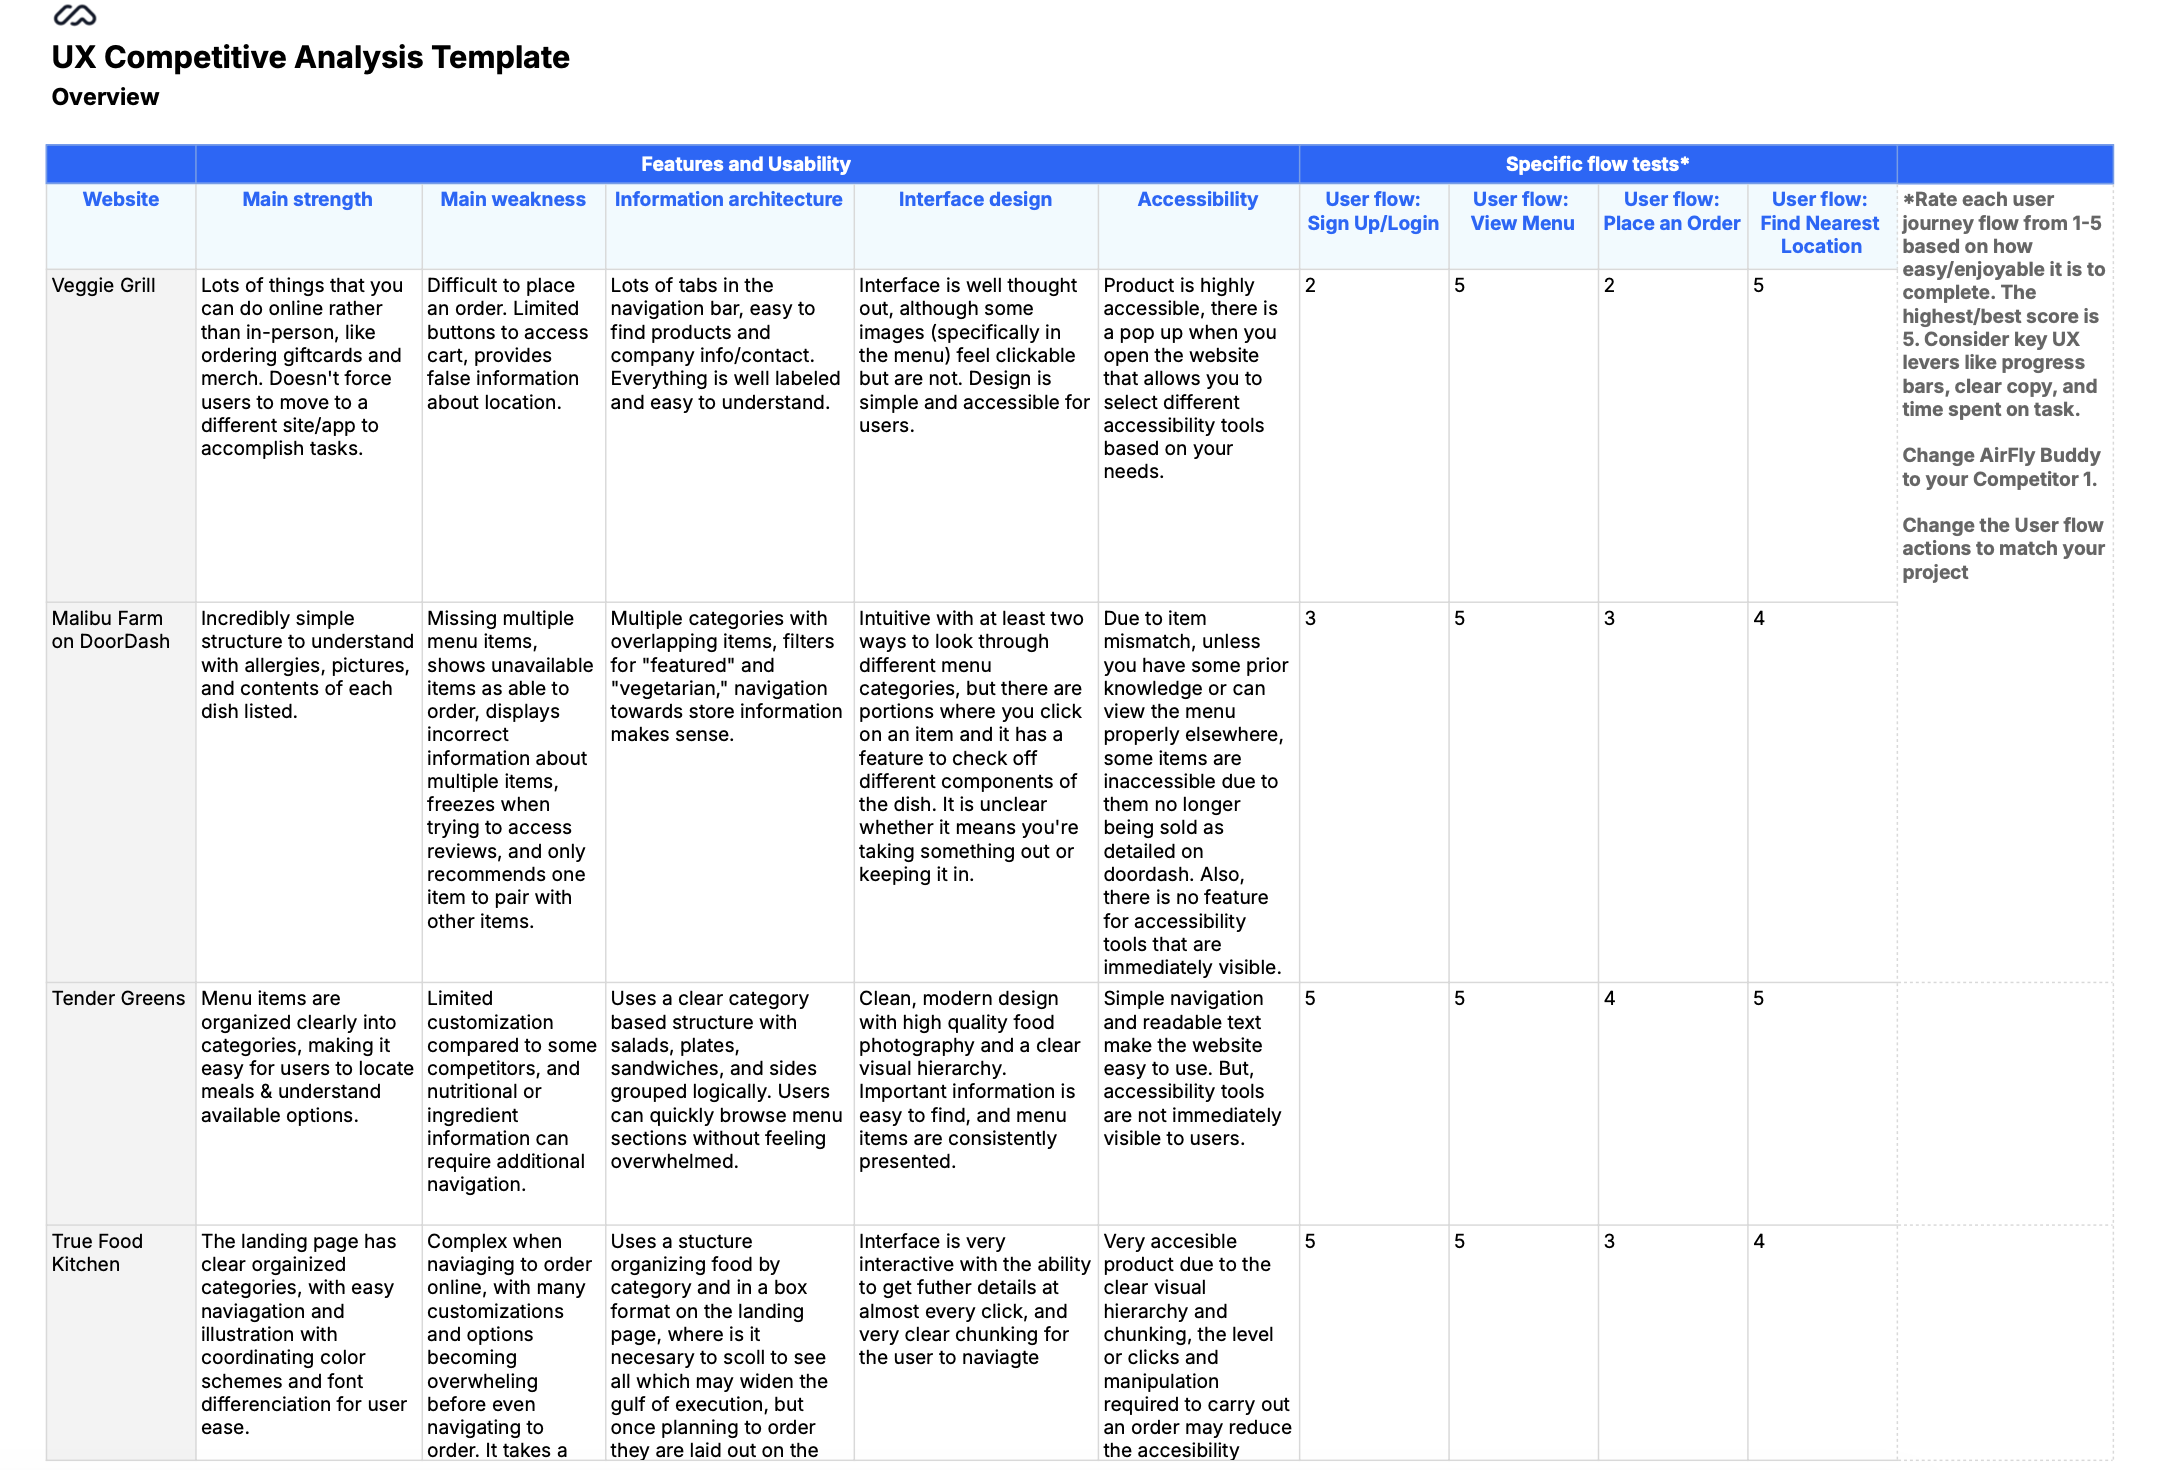 UX Competitive Analysis Template
Overview
Features and Usability
Specific flow tests*
Website
Main strength
Main weakness
Information architecture
Interface design
Accessibility
User flow:
Sign Up/Login
User flow:
View Menu
User flow:
Place an Order
User flow:
Find Nearest
Location
*Rate each user
journey flow from 1-5
based on how
easy/enjoyable it is to
complete. The
highest/best score is
5. Consider key UX
levers like progress
bars, clear copy, and
time spent on task.
Change AirFly Buddy
to your Competitor 1.
Change the User flow
actions to match your
project
Veggie Grill
Lots of things that you
can do online rather
than in-person, like
ordering giftcards and
merch. Doesn't force
users to move to a
different site/app to
accomplish tasks.
Difficult to place
an order. Limited
buttons to access
cart, provides
false information
about location.
Lots of tabs in the
navigation bar, easy to
find products and
company info/contact.
Everything is well labeled
and easy to understand.
Interface is well thought
out, although some
images (specifically in
the menu) feel clickable
but are not. Design is
simple and accessible for
users.
Product is highly
accessible, there is
a pop up when you
open the website
that allows you to
select different
accessibility tools
based on your
needs.
2
5
2
5
Malibu Farm
on DoorDash
Incredibly simple
structure to understand
with allergies, pictures,
and contents of each
dish listed.
Missing multiple
menu items,
shows unavailable
items as able to
order, displays
incorrect
information about
multiple items,
freezes when
trying to access
reviews, and only
recommends one
item to pair with
other items.
Multiple categories with
overlapping items, filters
for "featured" and
"vegetarian," navigation
towards store information
makes sense.
Intuitive with at least two
ways to look through
different menu
categories, but there are
portions where you click
on an item and it has a
feature to check off
different components of
the dish. It is unclear
whether it means you're
taking something out or
keeping it in.
Due to item
mismatch, unless
you have some prior
knowledge or can
view the menu
properly elsewhere,
some items are
inaccessible due to
them no longer
being sold as
detailed on
doordash. Also,
there is no feature
for accessibility
tools that are
immediately visible.
3
5
3
4
Tender Greens
Menu items are
organized clearly into
categories, making it
easy for users to locate
meals & understand
available options.
Limited
customization
compared to some
competitors, and
nutritional or
ingredient
information can
require additional
navigation.
Uses a clear category
based structure with
salads, plates,
sandwiches, and sides
grouped logically. Users
can quickly browse menu
sections without feeling
overwhelmed.
Clean, modern design
with high quality food
photography and a clear
visual hierarchy.
Important information is
easy to find, and menu
items are consistently
presented.
Simple navigation
and readable text
make the website
easy to use. But,
accessibility tools
are not immediately
visible to users.
5
5
4
5
True Food
Kitchen
The landing page has
clear orgainized
categories, with easy
naviagation and
illustration with
coordinating color
schemes and font
differenciation for user
ease.
Complex when
naviaging to order
online, with many
customizations
and options
becoming
overwheling
before even
navigating to
order. It takes a
Uses a stucture
organizing food by
category and in a box
format on the landing
page, where is it
necesary to scoll to see
all which may widen the
gulf of execution, but
once planning to order
they are laid out on the
Interface is very
interactive with the ability
to get futher details at
almost every click, and
very clear chunking for
the user to naviagte
Very accesible
product due to the
clear visual
hierarchy and
chunking, the level
or clicks and
manipulation
required to carry out
an order may reduce
the accesibility
5
5
3
4